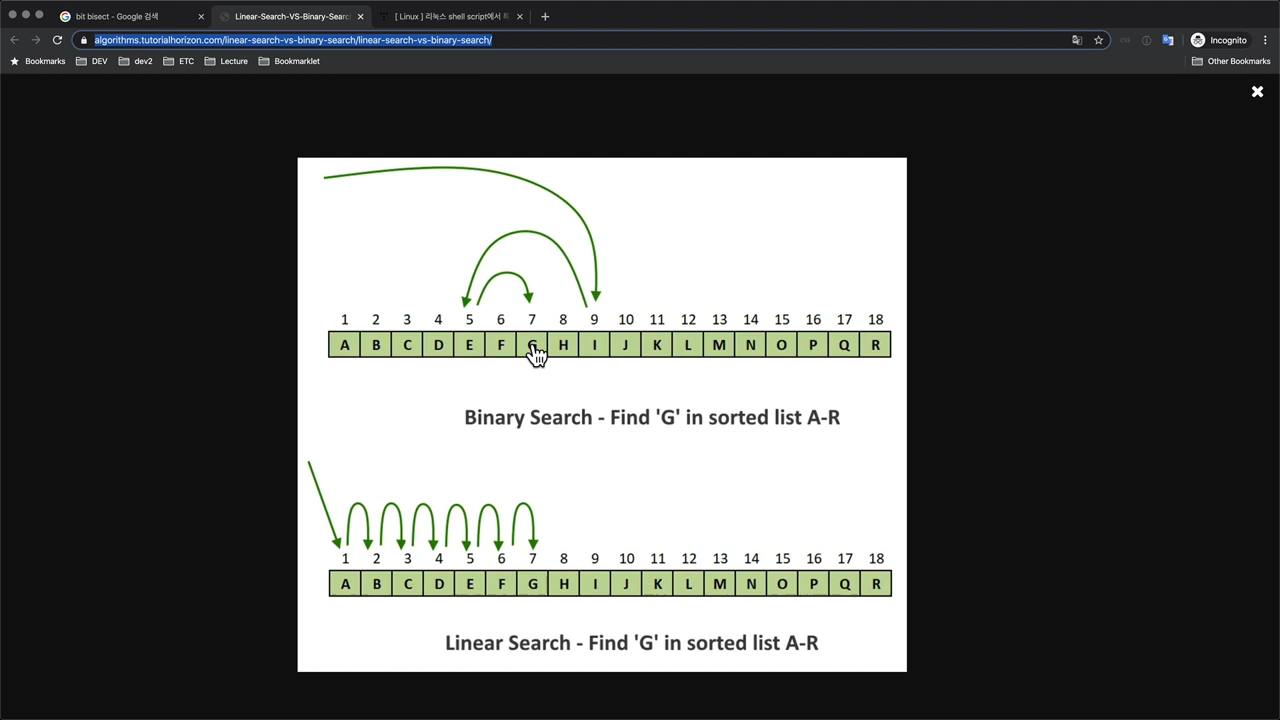 bit bisect - Google 검색
Linear-Search-VS-Binary-Searc
[ Linux ] 리눅스 shell script에서 트
algorithms.tutorialhorizon.com/linear-search-vs-binary-search/linear-search-vs-binary-search/
Incognito
Bookmarks DEV dev2 ETC Lecture Bookmarklet Other Bookmarks
1 2 3 4 5 6 7 8 9 10 11 12 13 14 15 16 17 18
A B C D E F G H I J K L M N O P Q R
Binary Search - Find 'G' in sorted list A-R
1 2 3 4 5 6 7 8 9 10 11 12 13 14 15 16 17 18
A B C D E F G H I J K L M N O P Q R
Linear Search - Find 'G' in sorted list A-R